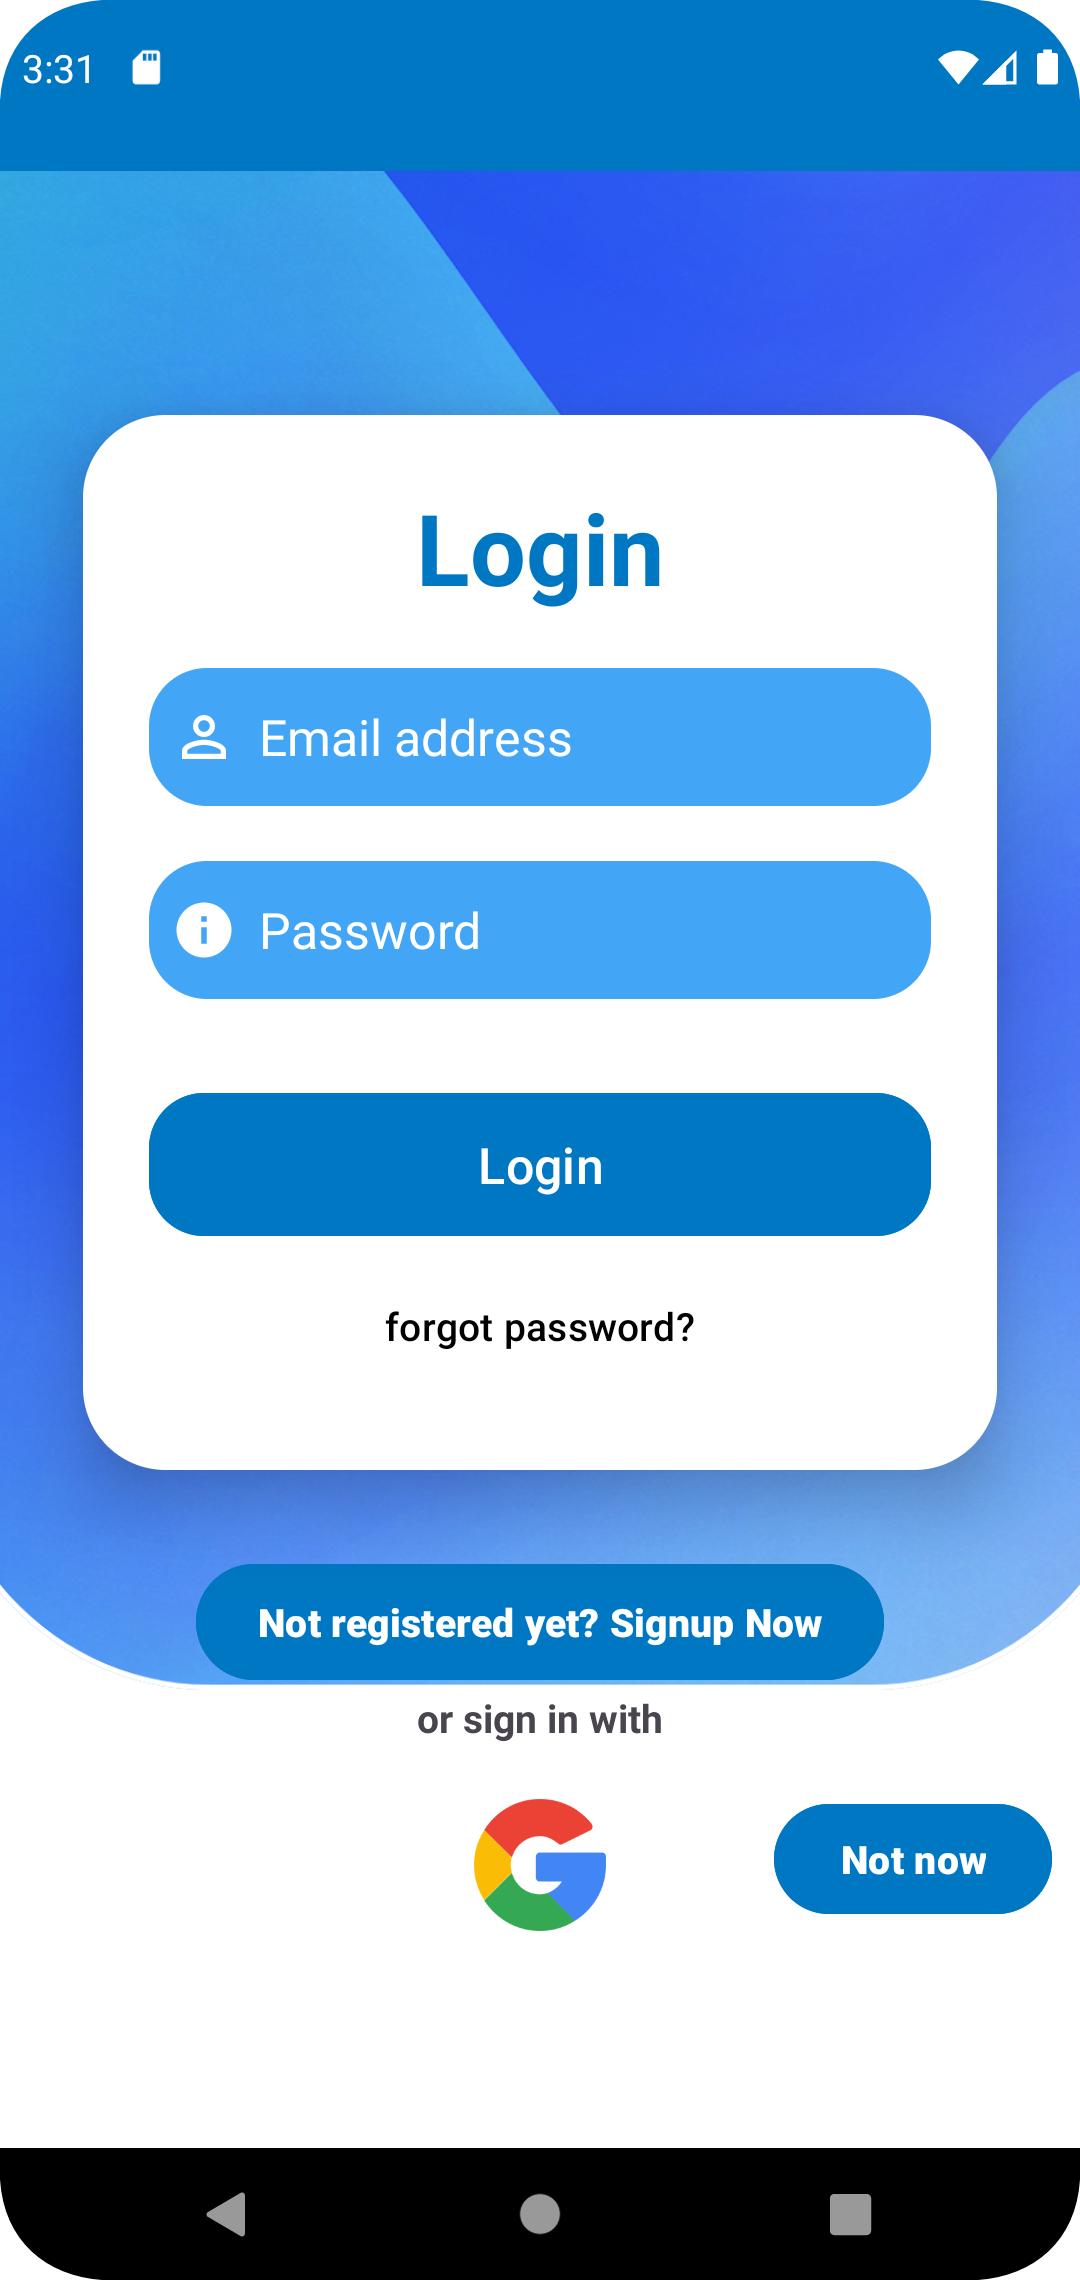 3:31
Login
Email address
Password
Login
forgot password?
Not registered yet? Signup Now
or sign in with
Not now